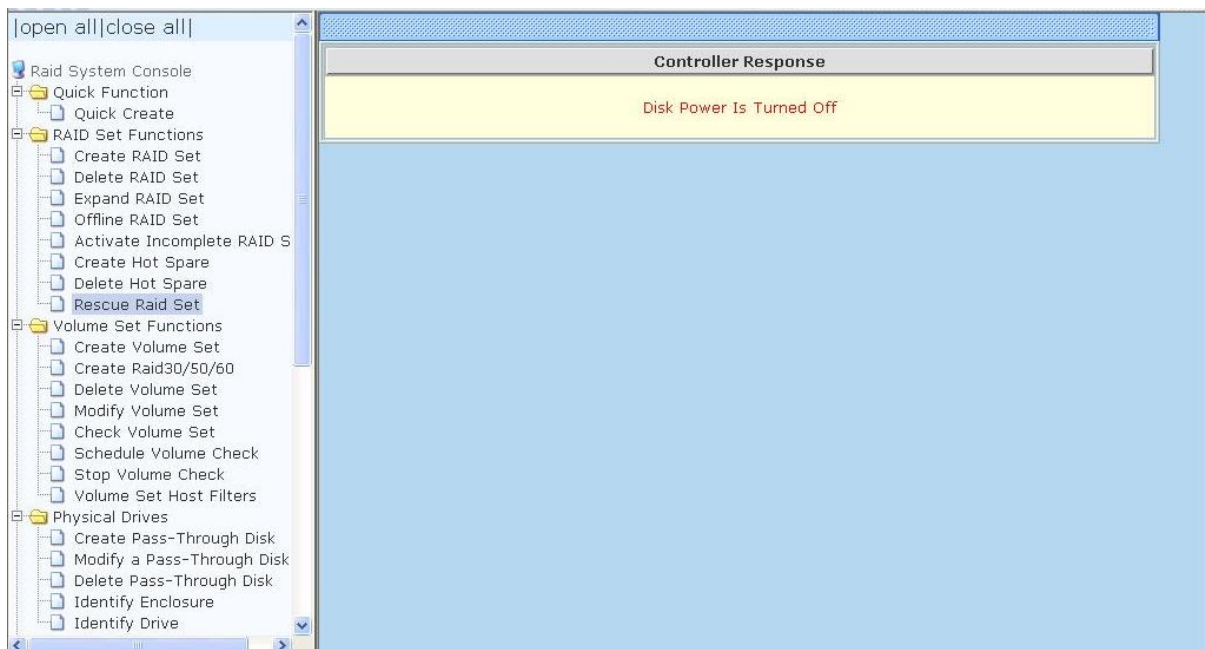 |open all|close all|
Raid System Console
Quick Function
Quick Create
RAID Set Functions
Create RAID Set
Delete RAID Set
Expand RAID Set
Offline RAID Set
Activate Incomplete RAID S
Create Hot Spare
Delete Hot Spare
Rescue Raid Set
Volume Set Functions
Create Volume Set
Create Raid30/50/60
Delete Volume Set
Modify Volume Set
Check Volume Set
Schedule Volume Check
Stop Volume Check
Volume Set Host Filters
Physical Drives
Create Pass-Through Disk
Modify a Pass-Through Disk
Delete Pass-Through Disk
Identify Enclosure
Identify Drive
Controller Response
Disk Power Is Turned Off